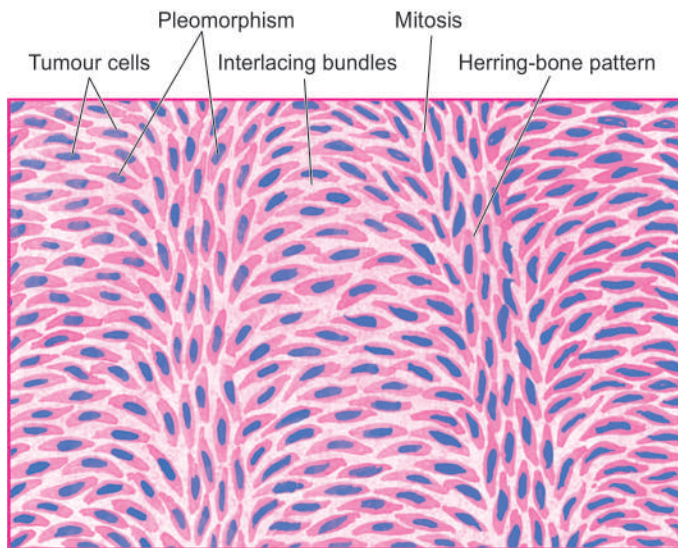 Pleomorphism
Mitosis
Tumour cells
Interlacing bundles
Herring-bone pattern